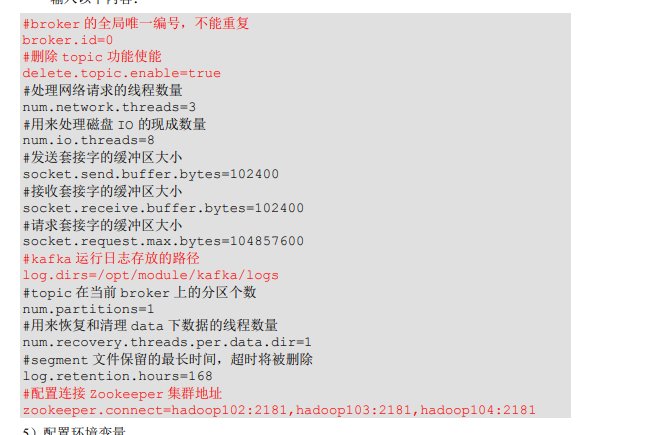 输入以下内容:
#broker 的全局唯一编号，不能重复
broker.id=0
#删除 topic 功能使能
delete.topic.enable=true
#处理网络请求的线程数量
num.network.threads=3
#用来处理磁盘 IO 的现成数量
num.io.threads=8
#发送套接字的缓冲区大小
socket.send.buffer.bytes=102400
#接收套接字的缓冲区大小
socket.receive.buffer.bytes=102400
#请求套接字的缓冲区大小
socket.request.max.bytes=104857600
#kafka 运行日志存放的路径
log.dirs=/opt/module/kafka/logs
#topic 在当前 broker 上的分区个数
num.partitions=1
#用来恢复和清理 data 下数据的线程数量
num.recovery.threads.per.data.dir=1
#segment 文件保留的最长时间，超时将被删除
log.retention.hours=168
#配置连接 Zookeeper 集群地址
zookeeper.connect=hadoop102:2181,hadoop103:2181,hadoop104:2181
5）配置环境变量